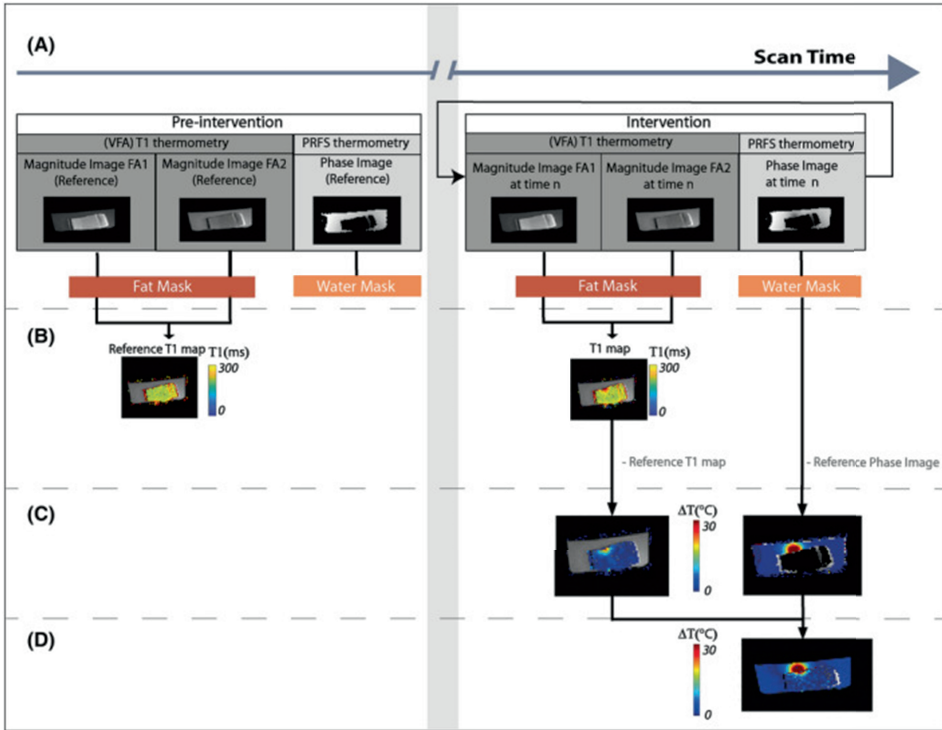 (A)
Scan Time
Pre-intervention
(VFA) T1 thermometry
PRFS thermometry
Magnitude Image FA1
(Reference)
Magnitude Image FA2
(Reference)
Phase Image
(Reference)
Fat Mask
Water Mask
Intervention
(VFA) T1 thermometry
PRFS thermometry
Magnitude Image FA1
at time n
Magnitude Image FA2
at time n
Phase Image
at time n
Fat Mask
Water Mask
(B)
Reference T1 map
T1(ms)
300
0
T1 map
T1(ms)
300
0
- Reference T1 map
- Reference Phase Image
(C)
ΔT(°C)
30
0
(D)
ΔT(°C)
30
0